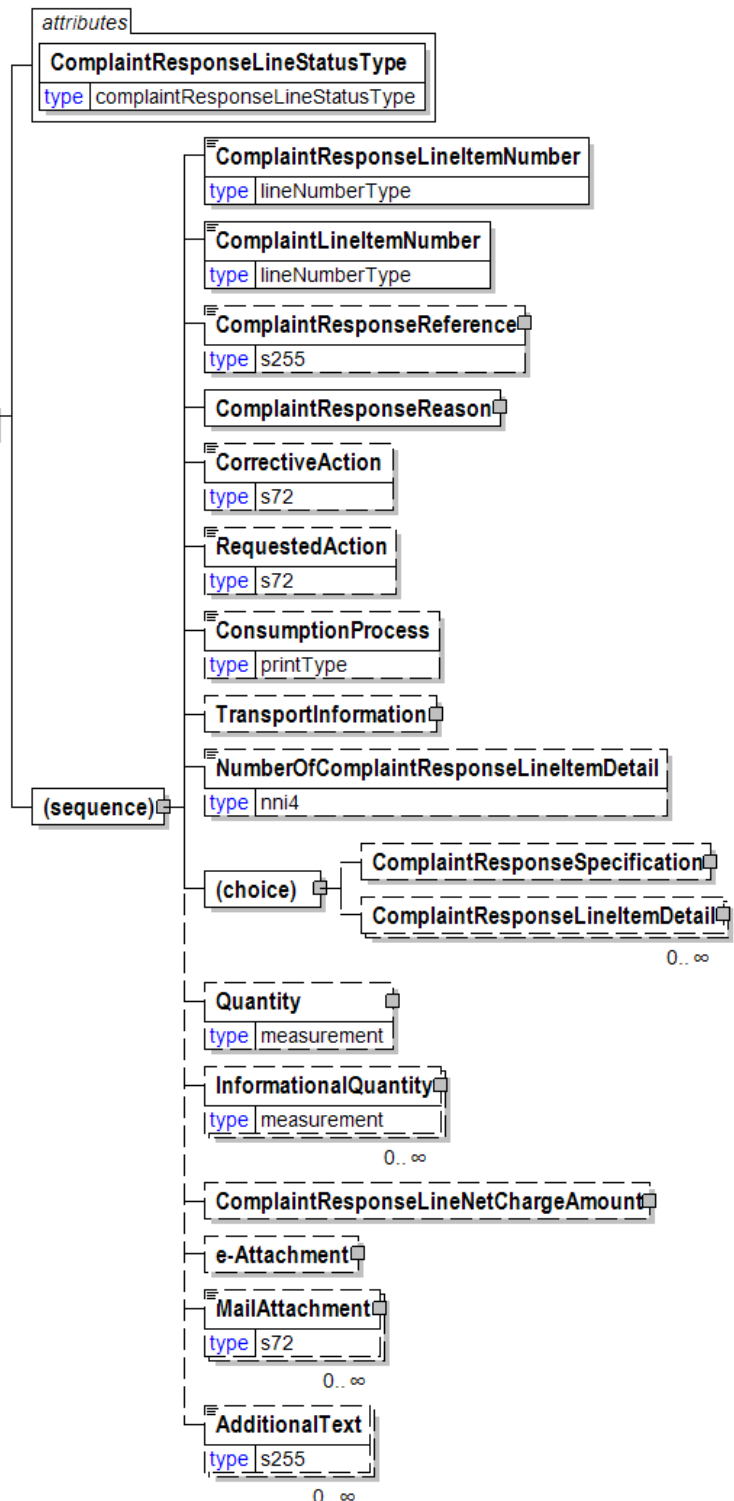 attributes
ComplaintResponseLineStatusType
type complaintResponseLineStatusType
ComplaintResponseLineItemNumber
type lineNumberType
ComplaintLineItemNumber
type lineNumberType
ComplaintResponseReference
type s255
ComplaintResponseReason
CorrectiveAction
type s72
RequestedAction
type s72
ConsumptionProcess
type printType
TransportInformation
NumberOfComplaintResponseLineItemDetail
type nni4
(sequence)
(choice)
ComplaintResponseSpecification
ComplaintResponseLineItemDetail
0.. ∞
Quantity
type measurement
InformationalQuantity
type measurement
0.. ∞
ComplaintResponseLineNetChargeAmount
e-Attachment
MailAttachment
type s72
0.. ∞
AdditionalText
type s255
0.. ∞